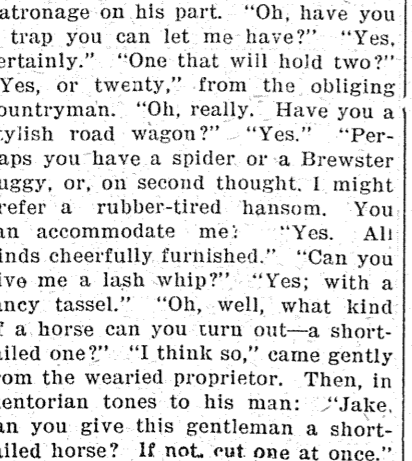 atronage on his part. "Oh, have you
trap you can let me have?" "Yes,
ertainly." "One that will hold two?"
Yes, or twenty," from the obliging
ountryman. "Oh, really. Have you a
tylish road wagon?" "Yes." "Per-
aps you have a spider or a Brewster
uggy, or, on second thought, I might
refer a rubber-tired hansom. You
an accommodate me? "Yes. All
inds cheerfully furnished." "Can you
ive me a lash whip?" "Yes; with a
ancy tassel." "Oh, well, what kind
f a horse can you turn out—a short-
ailed one?" "I think so," came gently
rom the wearied proprietor. Then, in
entorian tones to his man: "Jake,
an you give this gentleman a short-
ailed horse? If not, cut one at once."